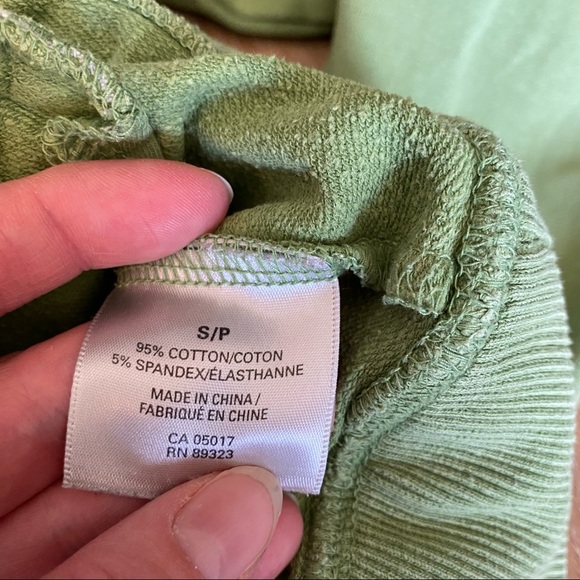 S/P
95% COTTON/COTON
5% SPANDEX/ÉLASTHANNE
MADE IN CHINA /
FABRIQUÉ EN CHINE
CA 05017
RN 89323